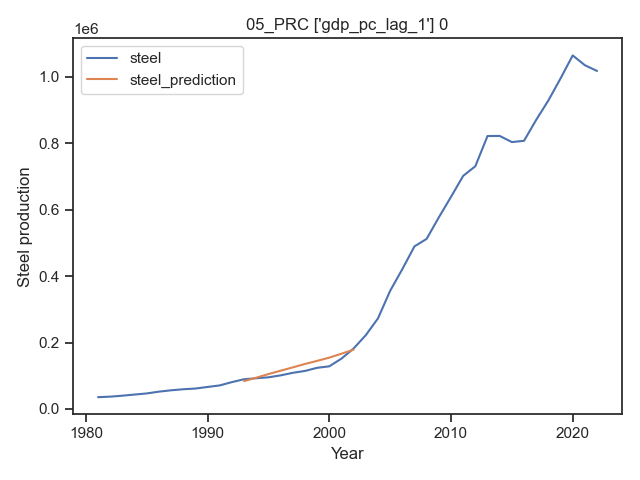 05_PRC ['gdp_pc_lag_1'] 0
1e6
steel
steel_prediction
1.0
0.8
0.6
0.4
0.2
0.0
Steel production
1980
1990
2000
2010
2020
Year